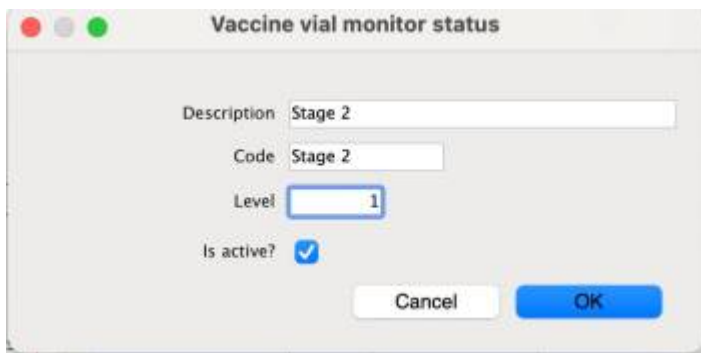 Vaccine vial monitor status
Description Stage 2
Code Stage 2
Level 1
Is active?
Cancel OK